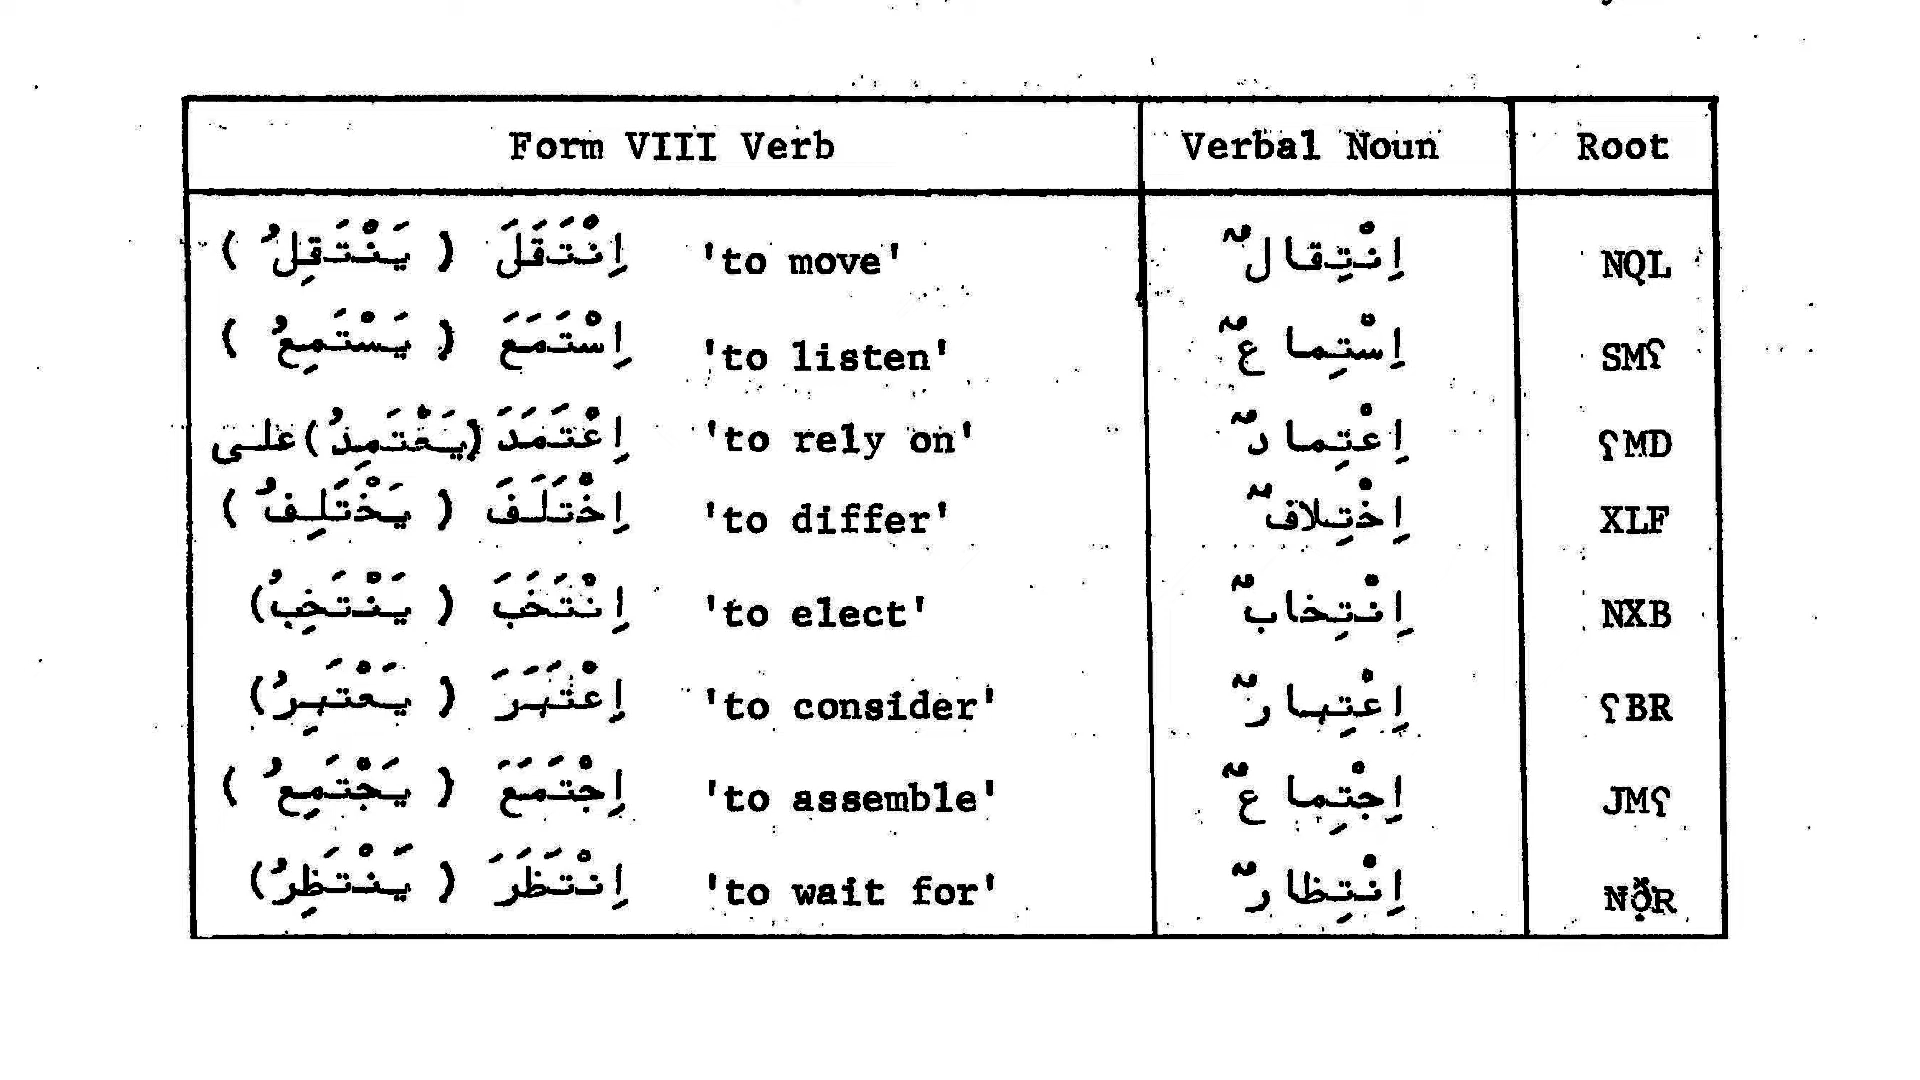 Form VIII Verb Verbal Noun Root
اِنْتَقَلَ ( يَنْتَقِلُ ) 'to move' اِنْتِقالٌ NQL
اِسْتَمَعَ ( يَسْتَمِعُ ) 'to listen' اِسْتِماعٌ SMʕ
اِعْتَمَدَ (يَعْتَمِدُ) على 'to rely on' اِعْتِمادٌ ʕMD
اِخْتَلَفَ ( يَخْتَلِفُ ) 'to differ' اِخْتِلافٌ XLF
اِنْتَخَبَ ( يَنْتَخِبُ) 'to elect' اِنْتِخابٌ NXB
اِعْتَبَرَ ( يَعْتَبِرُ) 'to consider' اِعْتِبارٌ ʕBR
اِجْتَمَعَ ( يَجْتَمِعُ ) 'to assemble' اِجْتِماعٌ JMʕ
اِنْتَظَرَ ( يَنْتَظِرُ) 'to wait for' اِنْتِظارٌ Nð̣̌R